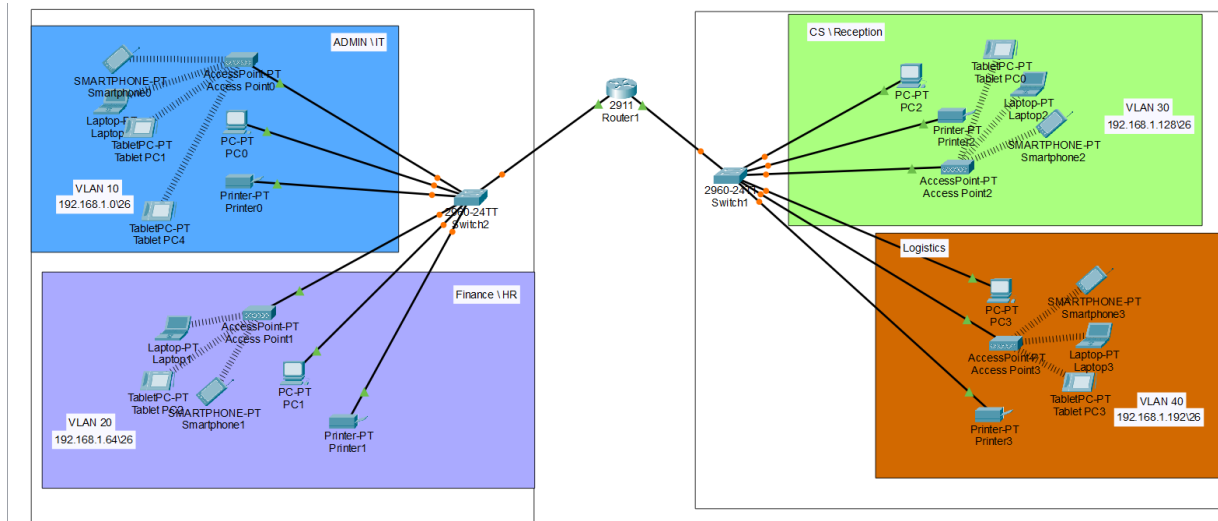 ADMIN \ IT
AccessPoint-PT
Access Point0
SMARTPHONE-PT
Smartphone0
Laptop-PT
TabletPC-PT
Tablet PC1
PC-PT
PC0
VLAN 10
192.168.1.0\26
Printer-PT
Printer0
TabletPC-PT
Tablet PC4
2960-24TT
Switch2
Finance \ HR
AccessPoint-PT
Access Point1
Laptop-PT
Laptop1
TabletPC-PT
Tablet PC2
SMARTPHONE-PT
Smartphone1
PC-PT
PC1
VLAN 20
192.168.1.64\26
Printer-PT
Printer1
2911
Router1
2960-24TT
Switch1
CS \ Reception
TabletPC-PT
Tablet PC0
PC-PT
PC2
Laptop-PT
Laptop2
Printer-PT
Printer2
SMARTPHONE-PT
Smartphone2
VLAN 30
192.168.1.128\26
AccessPoint-PT
Access Point2
Logistics
PC-PT
PC3
SMARTPHONE-PT
Smartphone3
AccessPoint-PT
Access Point3
Laptop-PT
Laptop3
TabletPC-PT
Tablet PC3
Printer-PT
Printer3
VLAN 40
192.168.1.192\26